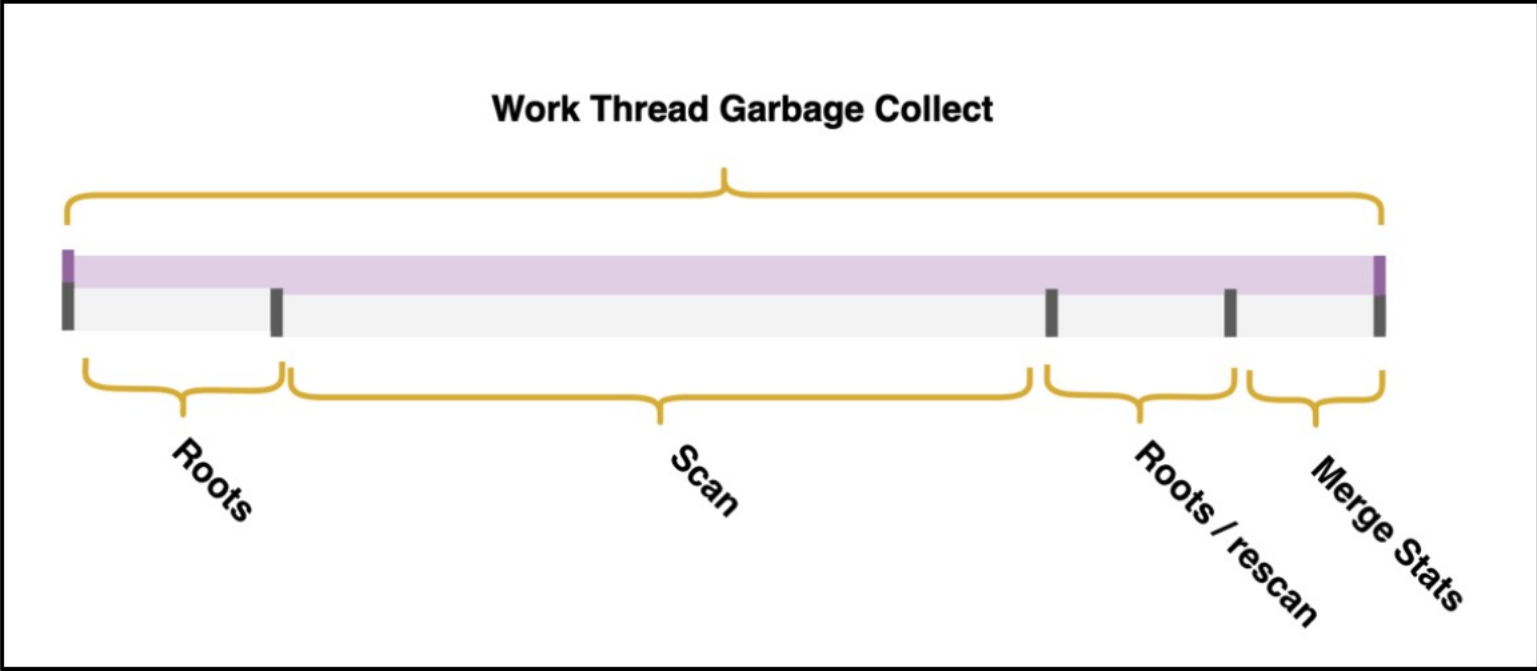 Work Thread Garbage Collect
Roots
Scan
Roots / rescan
Merge Stats